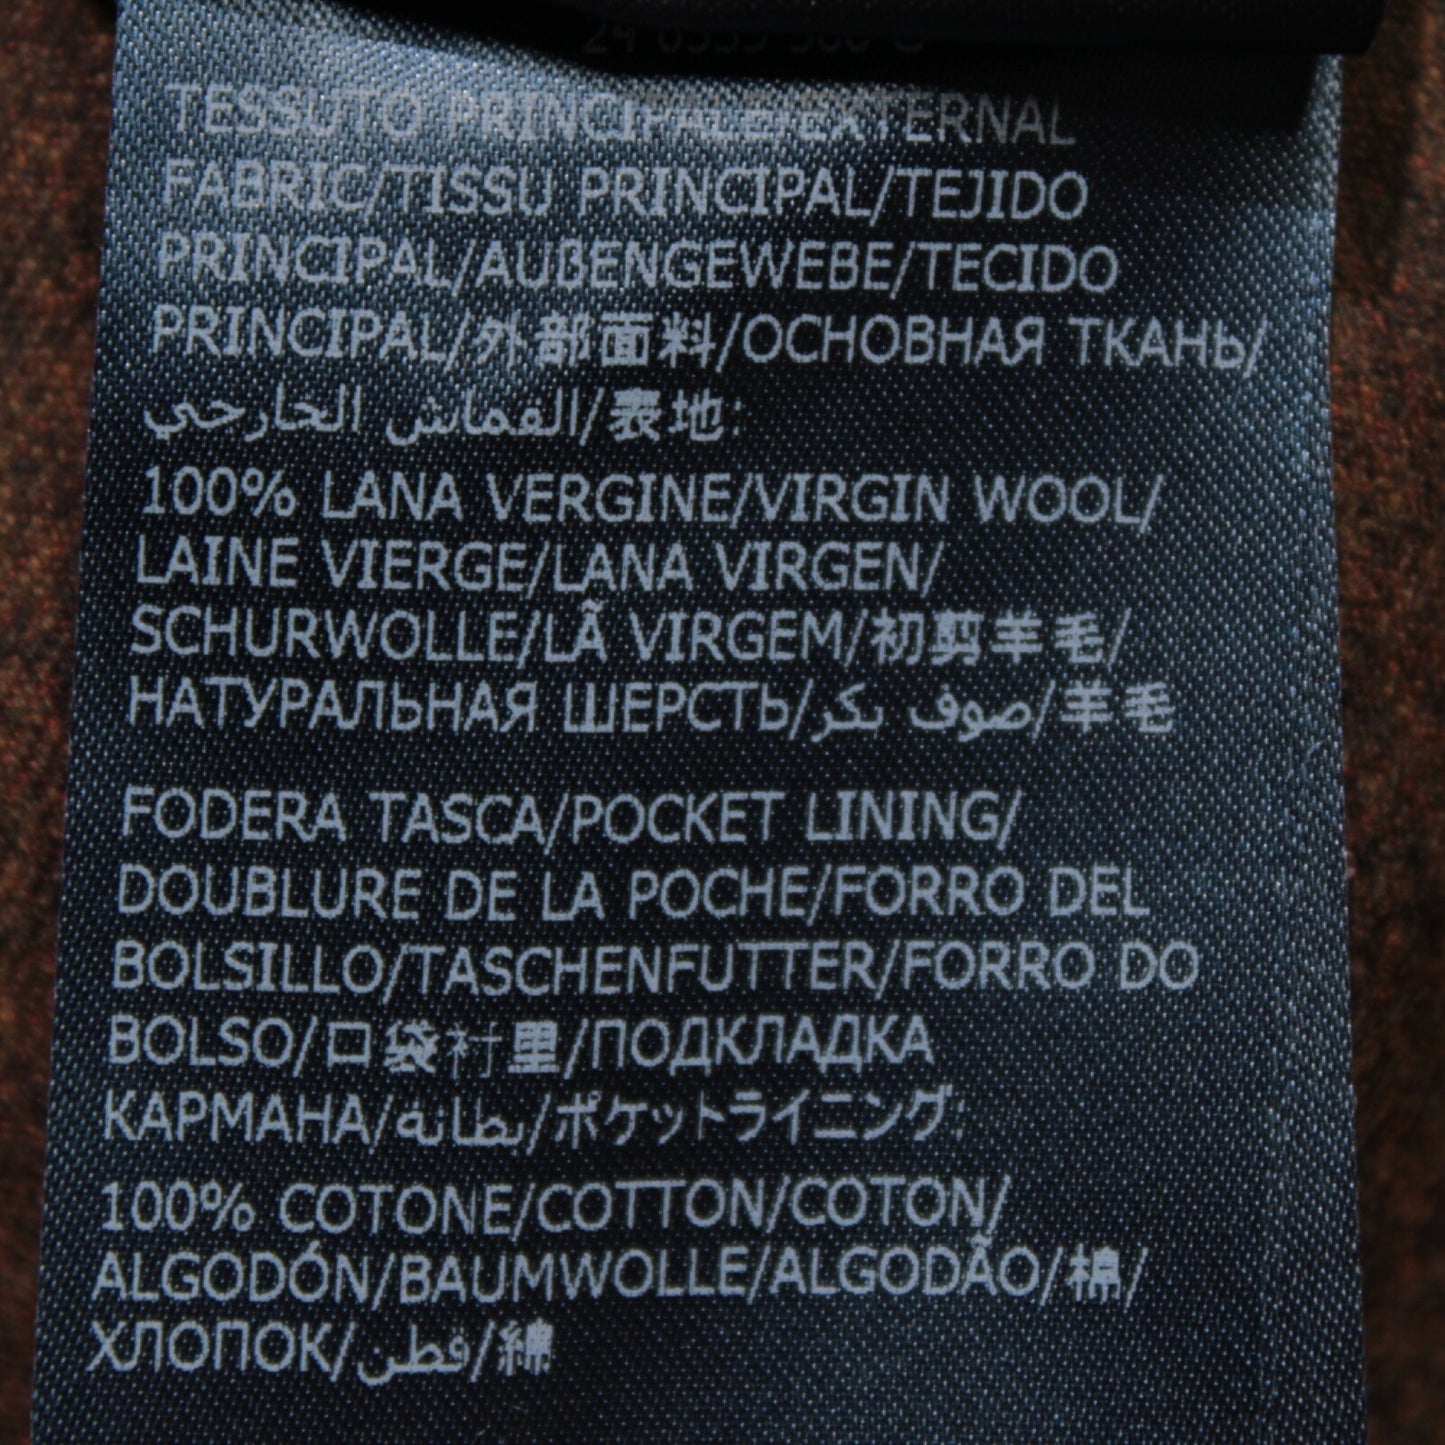 TESSUTO PRINCIPALE/EXTERNAL
FABRIC/TISSU PRINCIPAL/TEJIDO
PRINCIPAL/AUßENGEWEBE/TECIDO
PRINCIPAL/外部面料/ОСНОВНАЯ ТКАНЬ/
القماش الخارجي/表地:
100% LANA VERGINE/VIRGIN WOOL/
LAINE VIERGE/LANA VIRGEN/
SCHURWOLLE/LÃ VIRGEM/初剪羊毛/
НАТУРАЛЬНАЯ ШЕРСТЬ/صوف بكر/羊毛
FODERA TASCA/POCKET LINING/
DOUBLURE DE LA POCHE/FORRO DEL
BOLSILLO/TASCHENFUTTER/FORRO DO
BOLSO/口袋衬里/ПОДКЛАДКА
КАРМАНА/بطانة/ポケットライニング:
100% COTONE/COTTON/COTON/
ALGODÓN/BAUMWOLLE/ALGODÃO/棉/
ХЛОПОК/قطن/綿